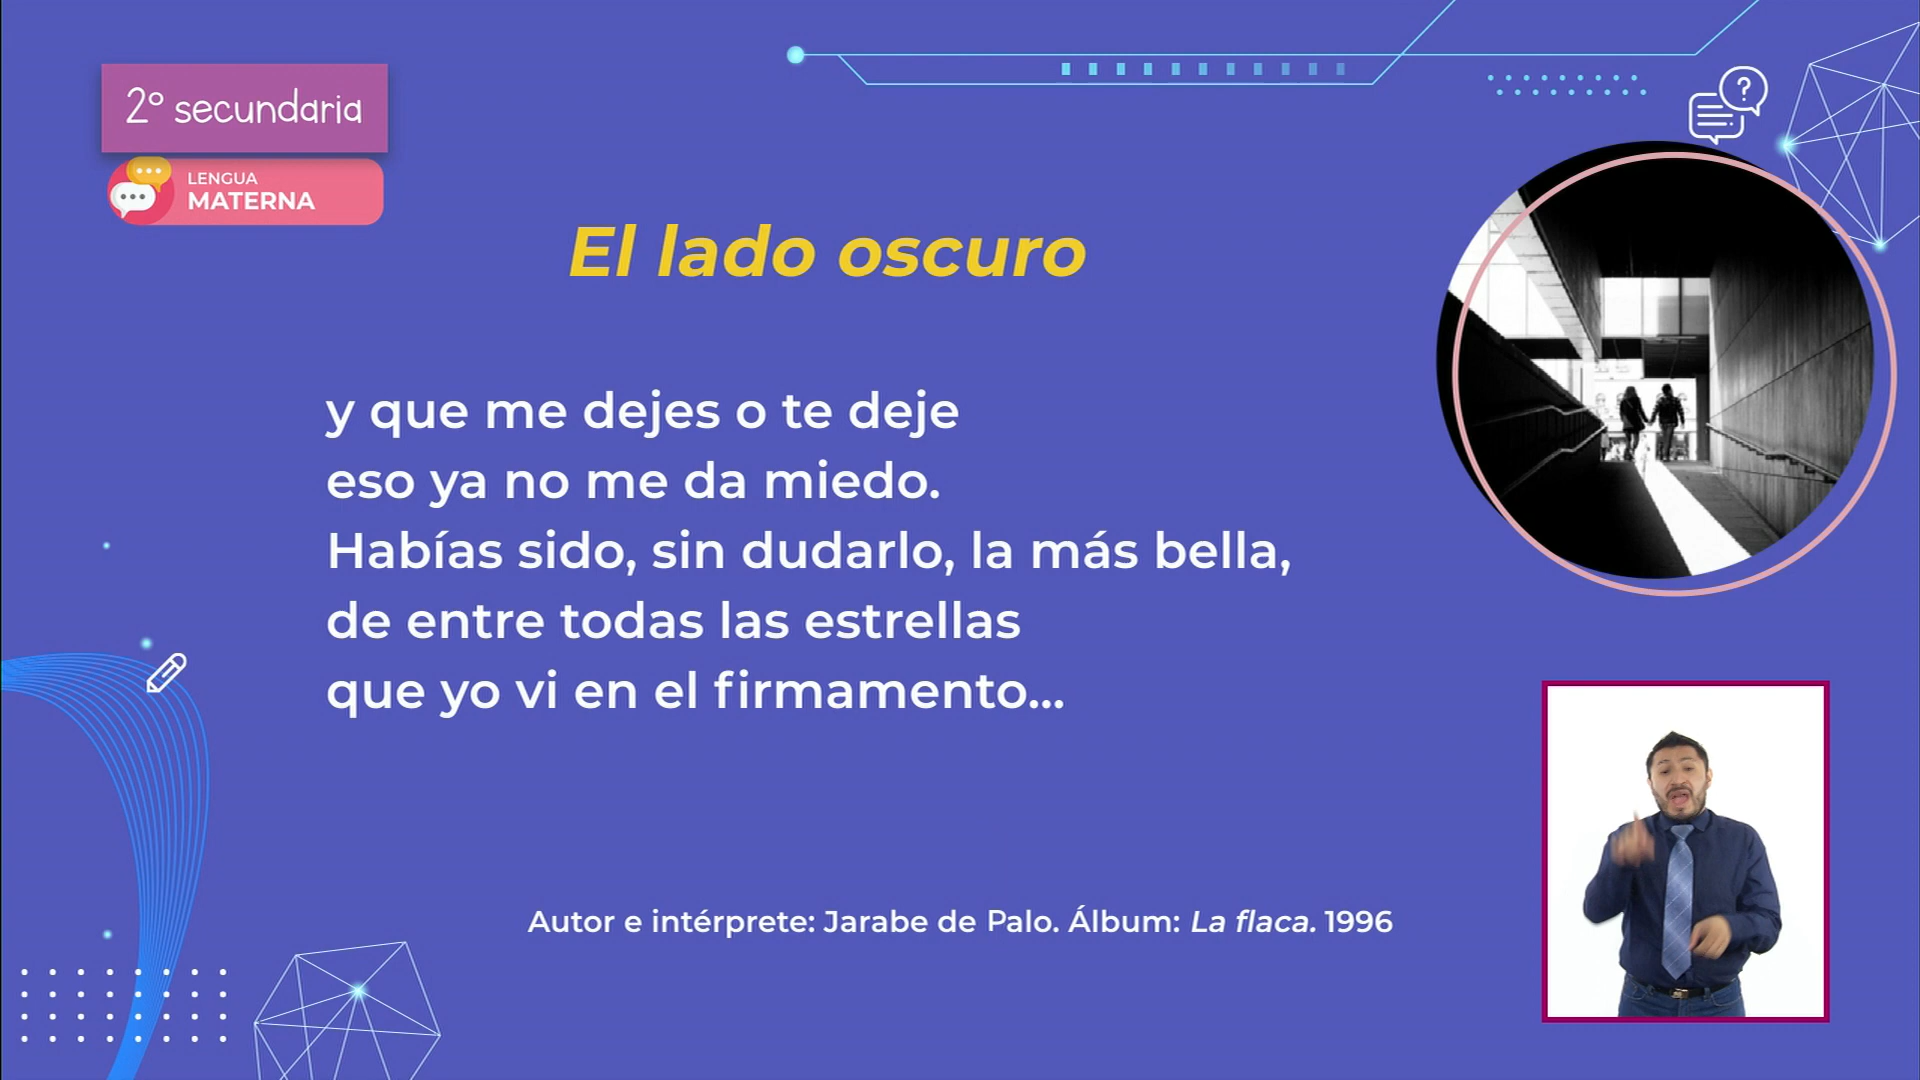 2° secundaria
LENGUA
MATERNA
El lado oscuro
y que me dejes o te deje
eso ya no me da miedo.
Habías sido, sin dudarlo, la más bella,
de entre todas las estrellas
que yo vi en el firmamento...
Autor e intérprete: Jarabe de Palo. Álbum: La flaca. 1996